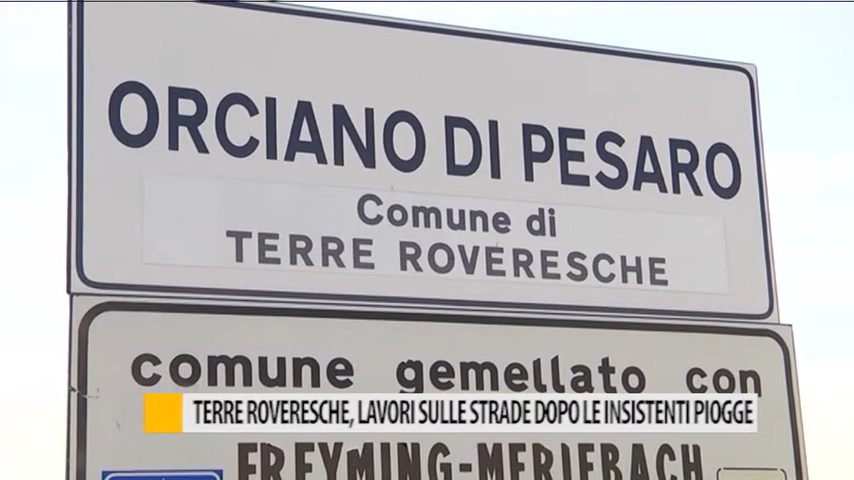 ORCIANO DI PESARO
Comune di
TERRE ROVERESCHE
comune gemellato con
TERRE ROVERESCHE, LAVORI SULLE STRADE DOPO LE INSISTENTI PIOGGE
FREYMING-MERLEBACH